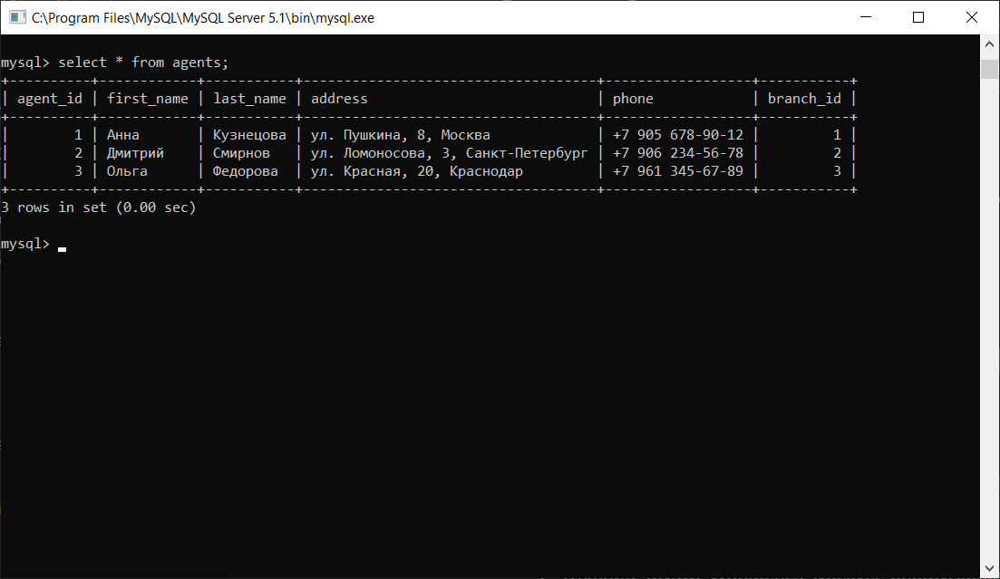 C:\Program Files\MySQL\MySQL Server 5.1\bin\mysql.exe
mysql> select * from agents;
+----------+------------+-----------+------------------------------------+------------------+-----------+
| agent_id | first_name | last_name | address                            | phone            | branch_id |
+----------+------------+-----------+------------------------------------+------------------+-----------+
|        1 | Анна       | Кузнецова | ул. Пушкина, 8, Москва             | +7 905 678-90-12 |         1 |
|        2 | Дмитрий    | Смирнов   | ул. Ломоносова, 3, Санкт-Петербург | +7 906 234-56-78 |         2 |
|        3 | Ольга      | Федорова  | ул. Красная, 20, Краснодар         | +7 961 345-67-89 |         3 |
+----------+------------+-----------+------------------------------------+------------------+-----------+
3 rows in set (0.00 sec)
mysql>